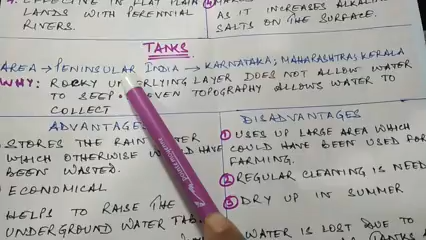 EFFECTIVE IN FLAT PLAIN
LANDS WITH PERENNIAL
RIVERS.
AS IT INCREASES ALKALI
SALTS ON THE SURFACE.
TANKS
AREA → PENINSULAR INDIA → KARNATAKA; MAHARASHTRA; KERALA
WHY: ROCKY UNDERLYING LAYER DOES NOT ALLOW WATER
TO SEEP. TOPOGRAPHY ALLOWS WATER TO
COLLECT
ADVANTAGES
STORES THE RAIN
WHICH OTHERWISE HAVE
BEEN WASTED.
ECONOMICAL
HELPS TO RAISE THE
UNDERGROUND WATER
DISADVANTAGES
① USES UP LARGE AREA WHICH
COULD HAVE BEEN USED FOR
FARMING.
② REGULAR CLEANING IS NEED
③ DRY UP IN SUMMER
WATER IS LOST DUE TO